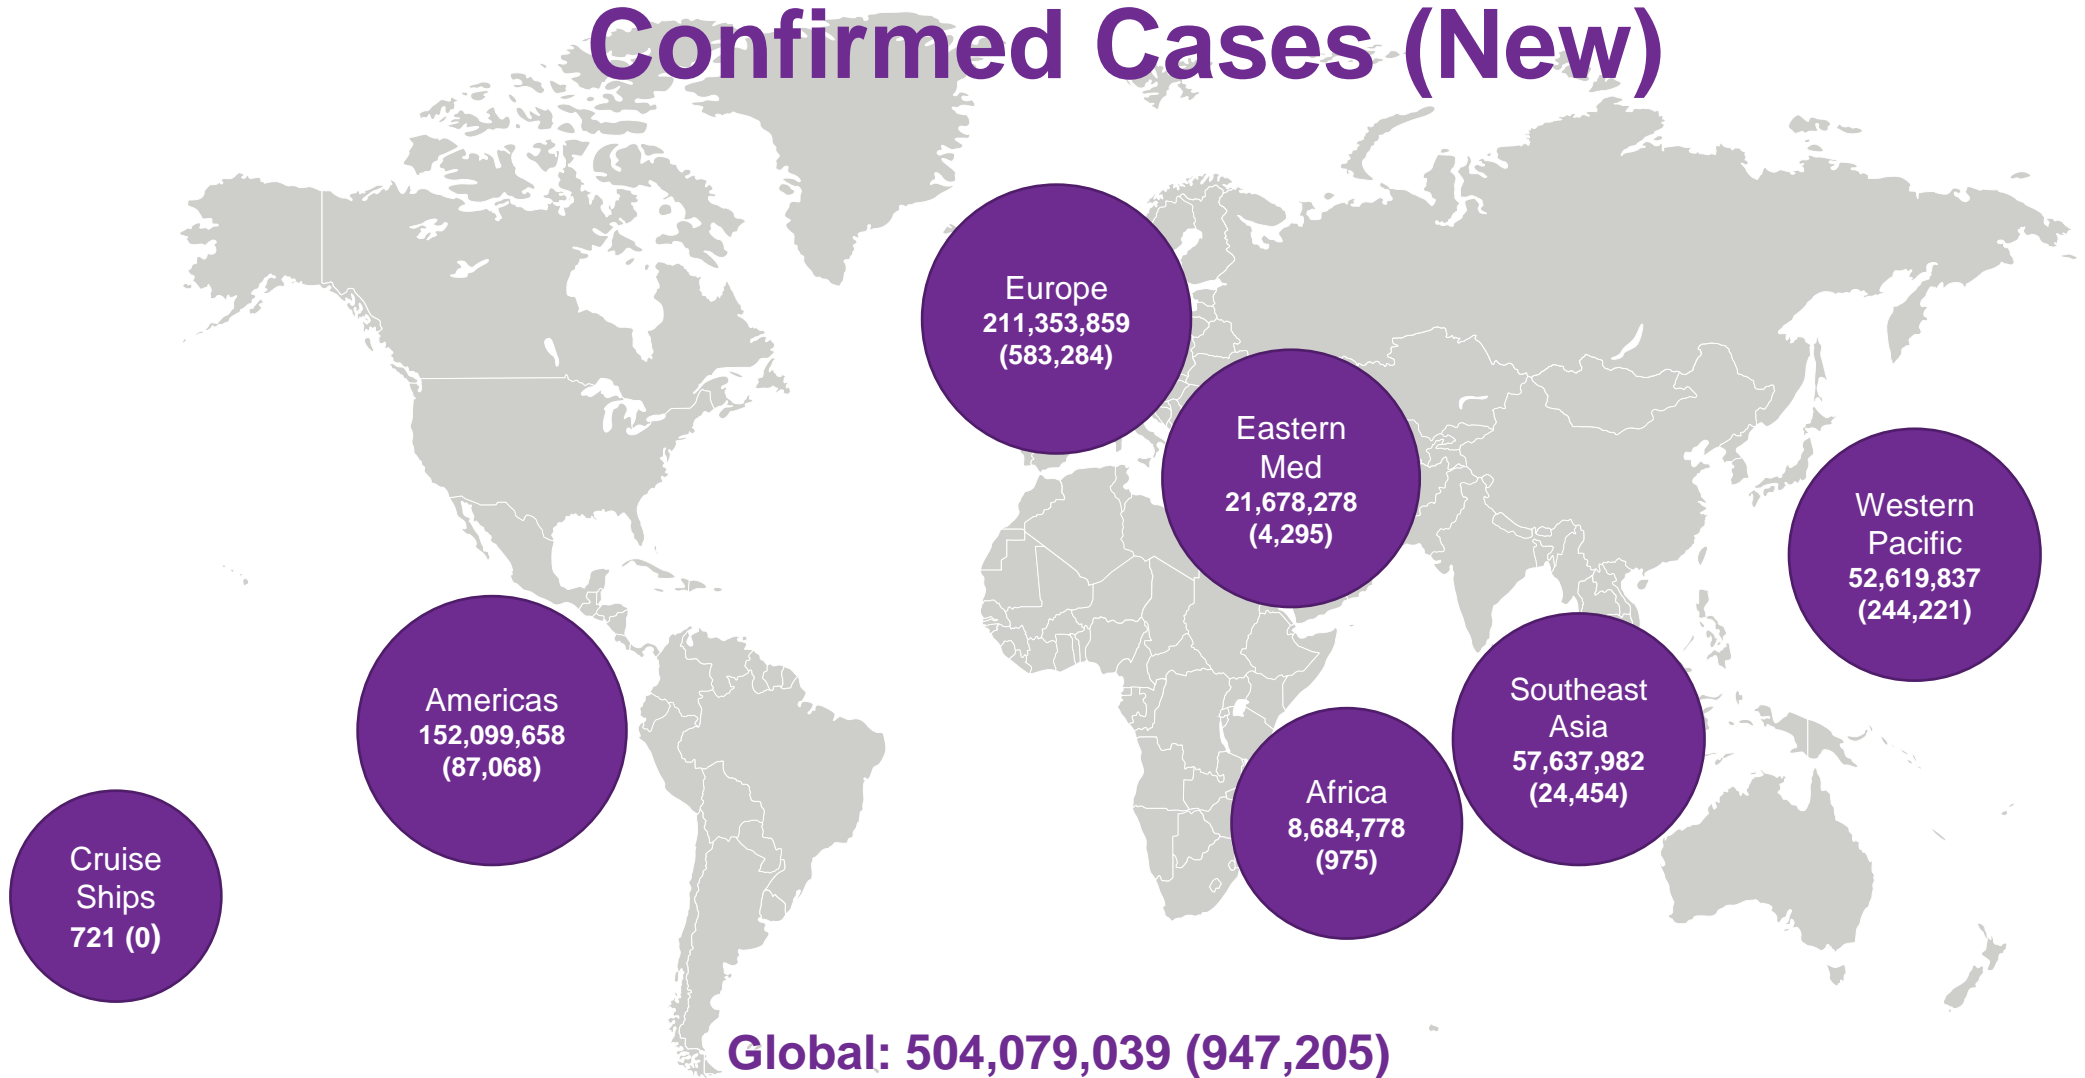 Confirmed Cases (New)
Europe
211,353,859
(583,284)
Eastern
Med
21,678,278
(4,295)
Western
Pacific
52,619,837
(244,221)
Americas
152,099,658
(87,068)
Southeast
Asia
57,637,982
(24,454)
Africa
8,684,778
(975)
Cruise
Ships
721 (0)
Global: 504,079,039 (947,205)